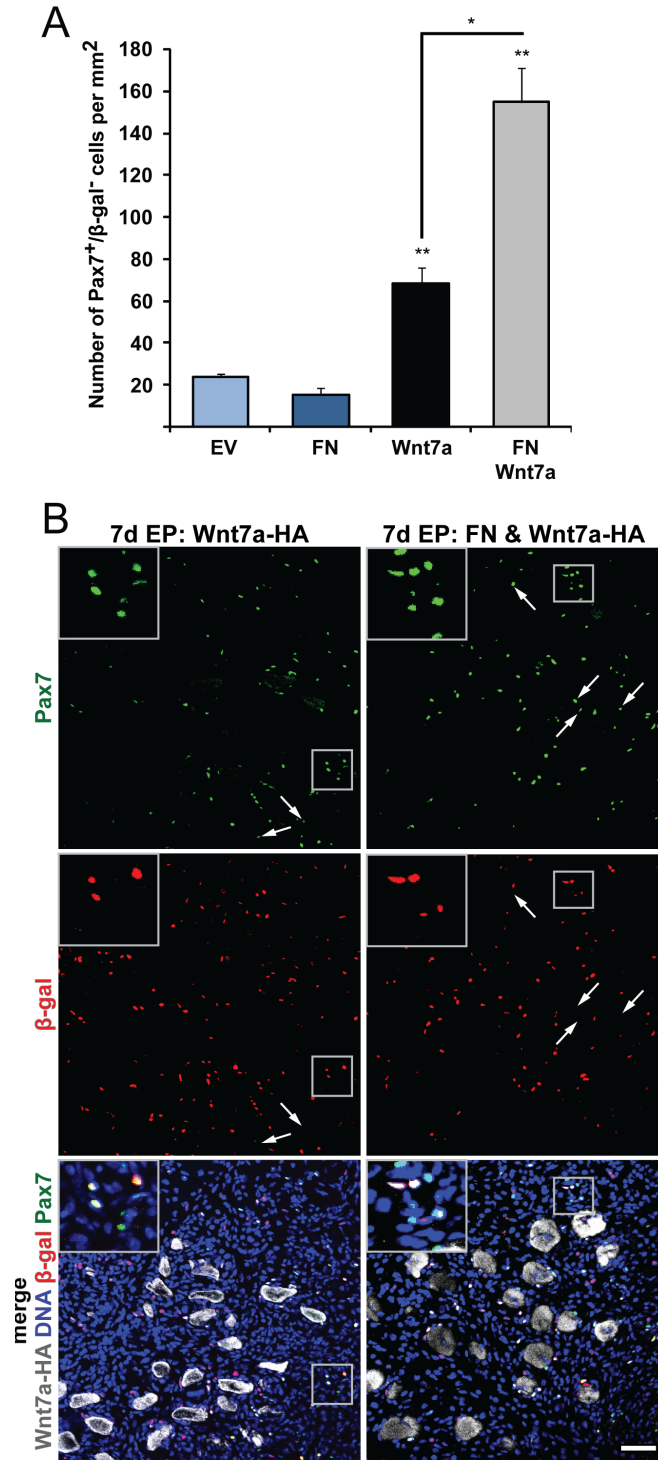 A
Number of Pax7+/β-gal- cells per mm2
180
160
140
120
100
80
60
40
20
*
**
**
EV
FN
Wnt7a
FN
Wnt7a
B
7d EP: Wnt7a-HA
7d EP: FN & Wnt7a-HA
Pax7
β-gal
merge
Wnt7a-HA DNA β-gal Pax7